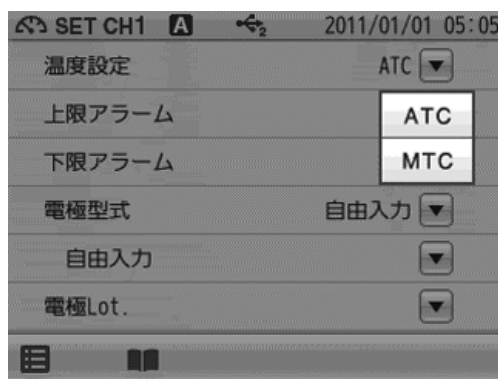 SET CH1 A 2 2011/01/01 05:05
温度設定 ATC
上限アラーム ATC
下限アラーム MTC
電極型式 自由入力
自由入力
電極Lot.